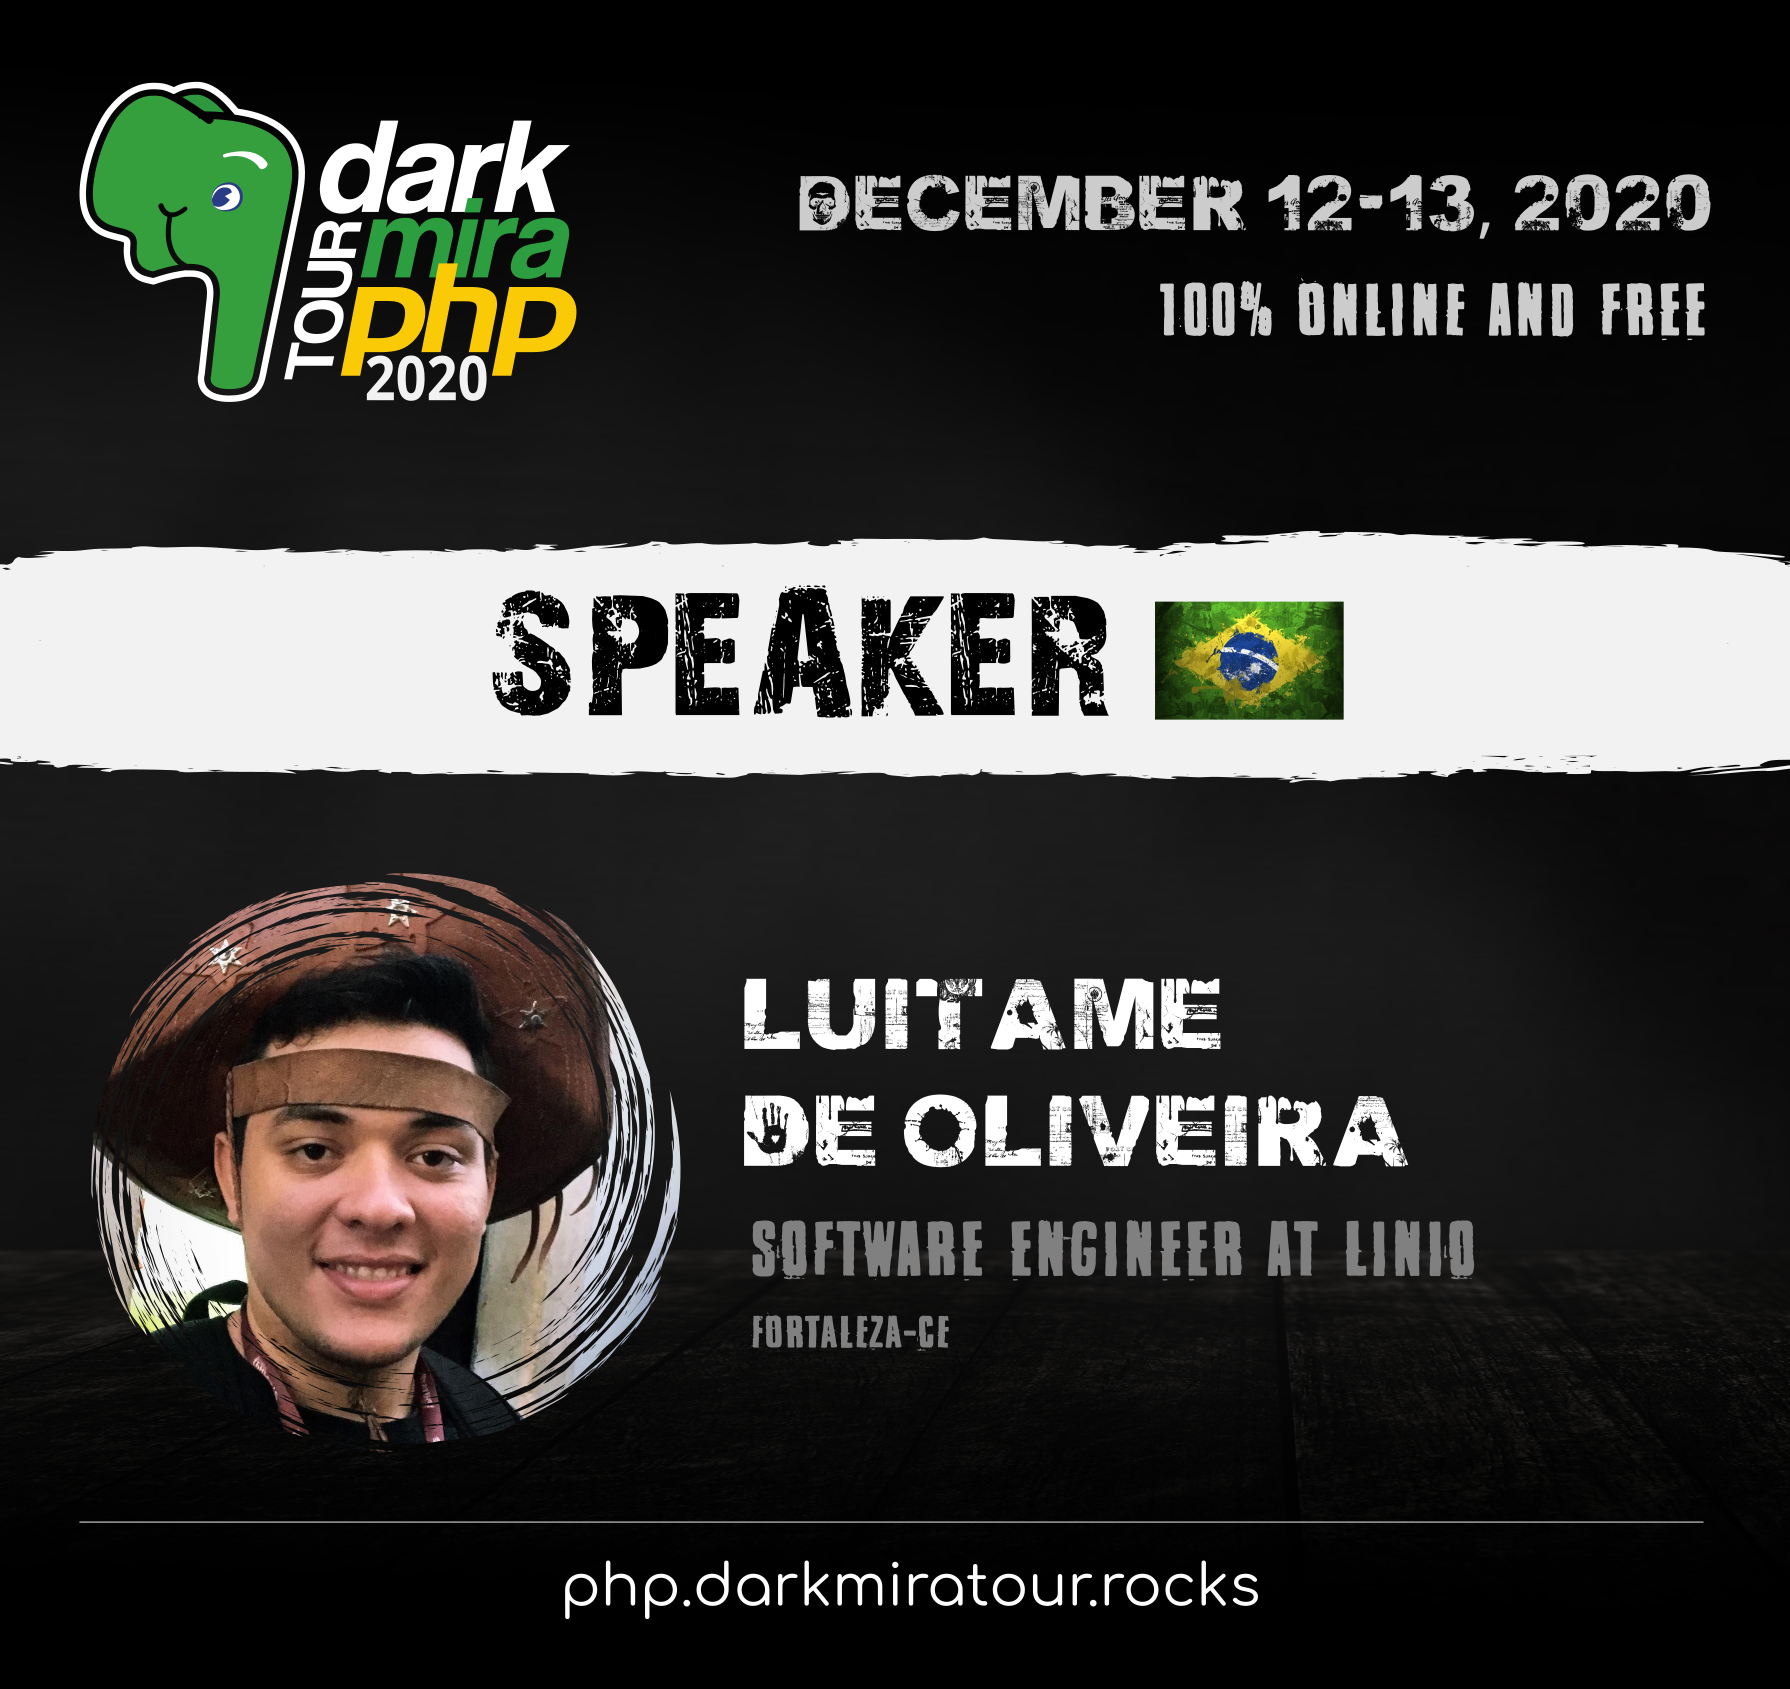 dark
mira
php
TOUR
2020
DECEMBER 12-13, 2020
100% ONLINE AND FREE
SPEAKER
LUITAME
DE OLIVEIRA
SOFTWARE ENGINEER AT LINIO
FORTALEZA-CE
php.darkmiratour.rocks